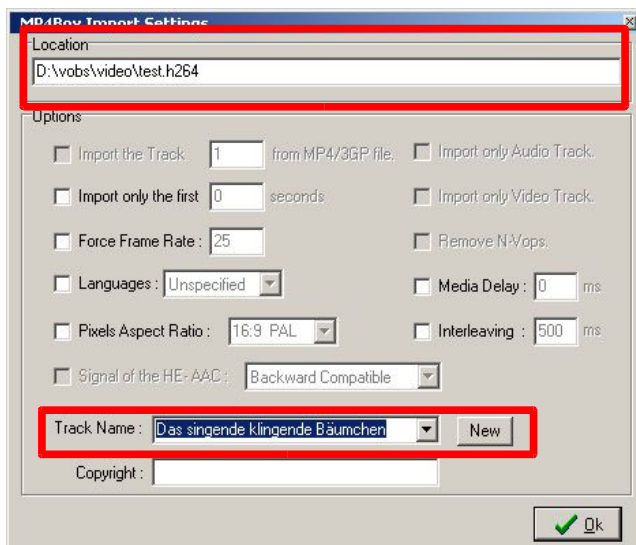 MP4Box Import Settings
Location
D:\vobs\video\test.h264
Options
Import the Track 1 from MP4/3GP file.
Import only Audio Track.
Import only the first 0 seconds
Import only Video Track.
Force Frame Rate : 25
Remove N-Vops.
Languages : Unspecified
Media Delay : 0 ms
Pixels Aspect Ratio : 16:9 PAL
Interleaving : 500 ms
Signal of the HE-AAC : Backward Compatible
Track Name : Das singende klingende Bäumchen New
Copyright :
Ok